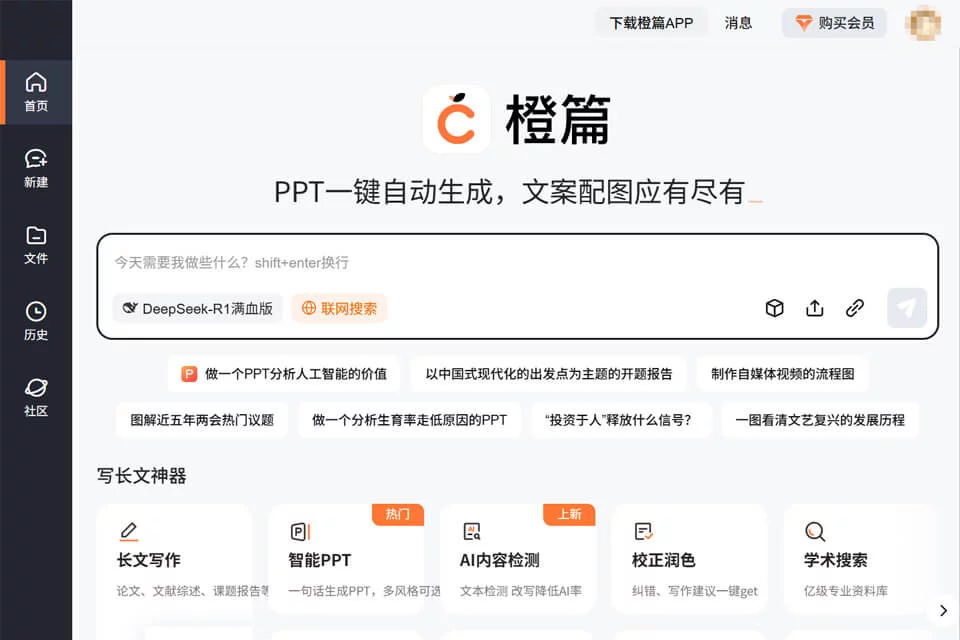 下载橙篇APP
消息
购买会员
首页
新建
文件
历史
社区
橙篇
PPT一键自动生成，文案配图应有尽有_
今天需要我做些什么？shift+enter换行
DeepSeek-R1满血版
联网搜索
P 做一个PPT分析人工智能的价值
以中国式现代化的出发点为主题的开题报告
制作自媒体视频的流程图
图解近五年两会热门议题
做一个分析生育率走低原因的PPT
“投资于人”释放什么信号？
一图看清文艺复兴的发展历程
写长文神器
长文写作
论文、文献综述、课题报告等
热门
智能PPT
一句话生成PPT，多风格可选
上新
AI内容检测
文本检测 改写降低AI率
校正润色
纠错、写作建议一键get
学术搜索
亿级专业资料库